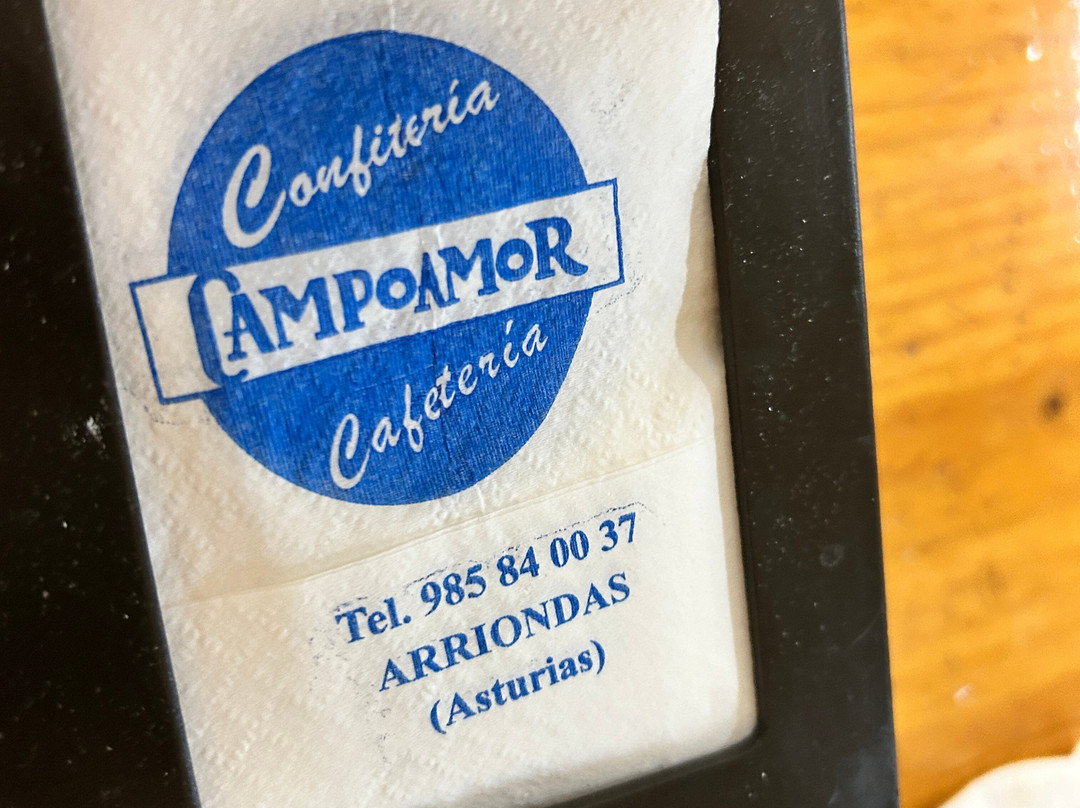 Confitería
CAMPOAMOR
Cafetería
Tel. 985 84 00 37
ARRIONDAS
(Asturias)